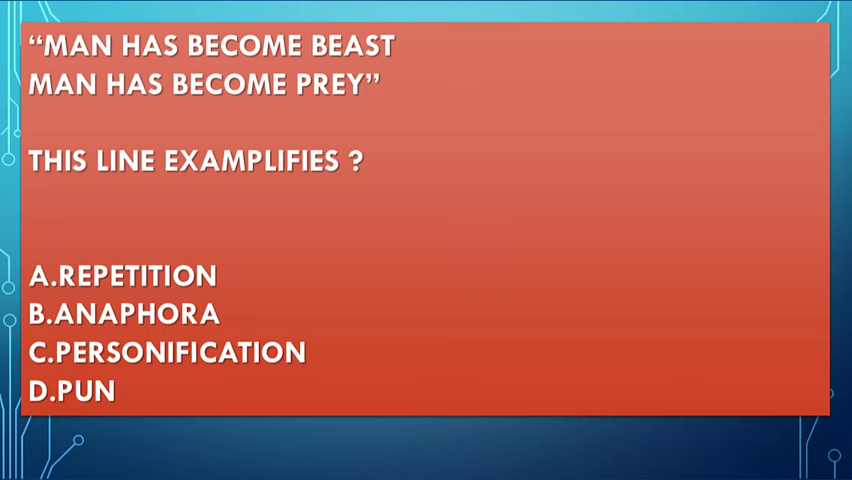 “MAN HAS BECOME BEAST
MAN HAS BECOME PREY”
THIS LINE EXAMPLIFIES ?
A.REPETITION
B.ANAPHORA
C.PERSONIFICATION
D.PUN